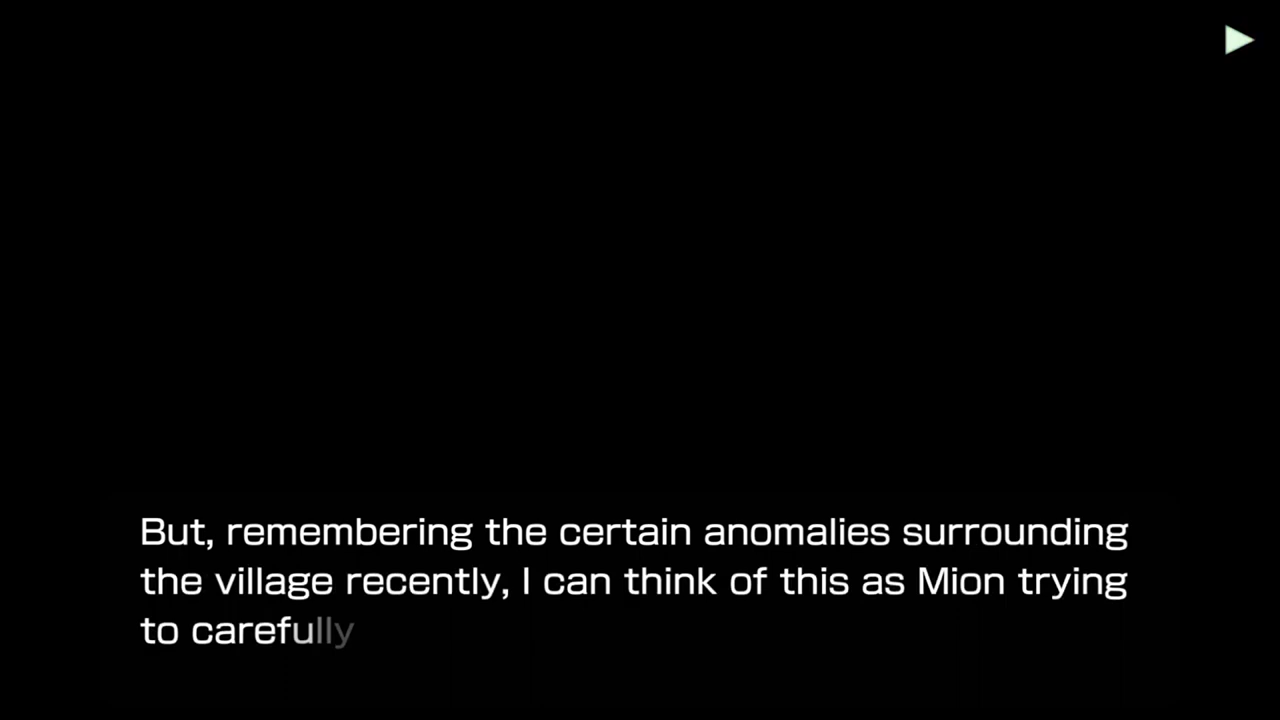 But, remembering the certain anomalies surrounding
the village recently, I can think of this as Mion trying
to carefully